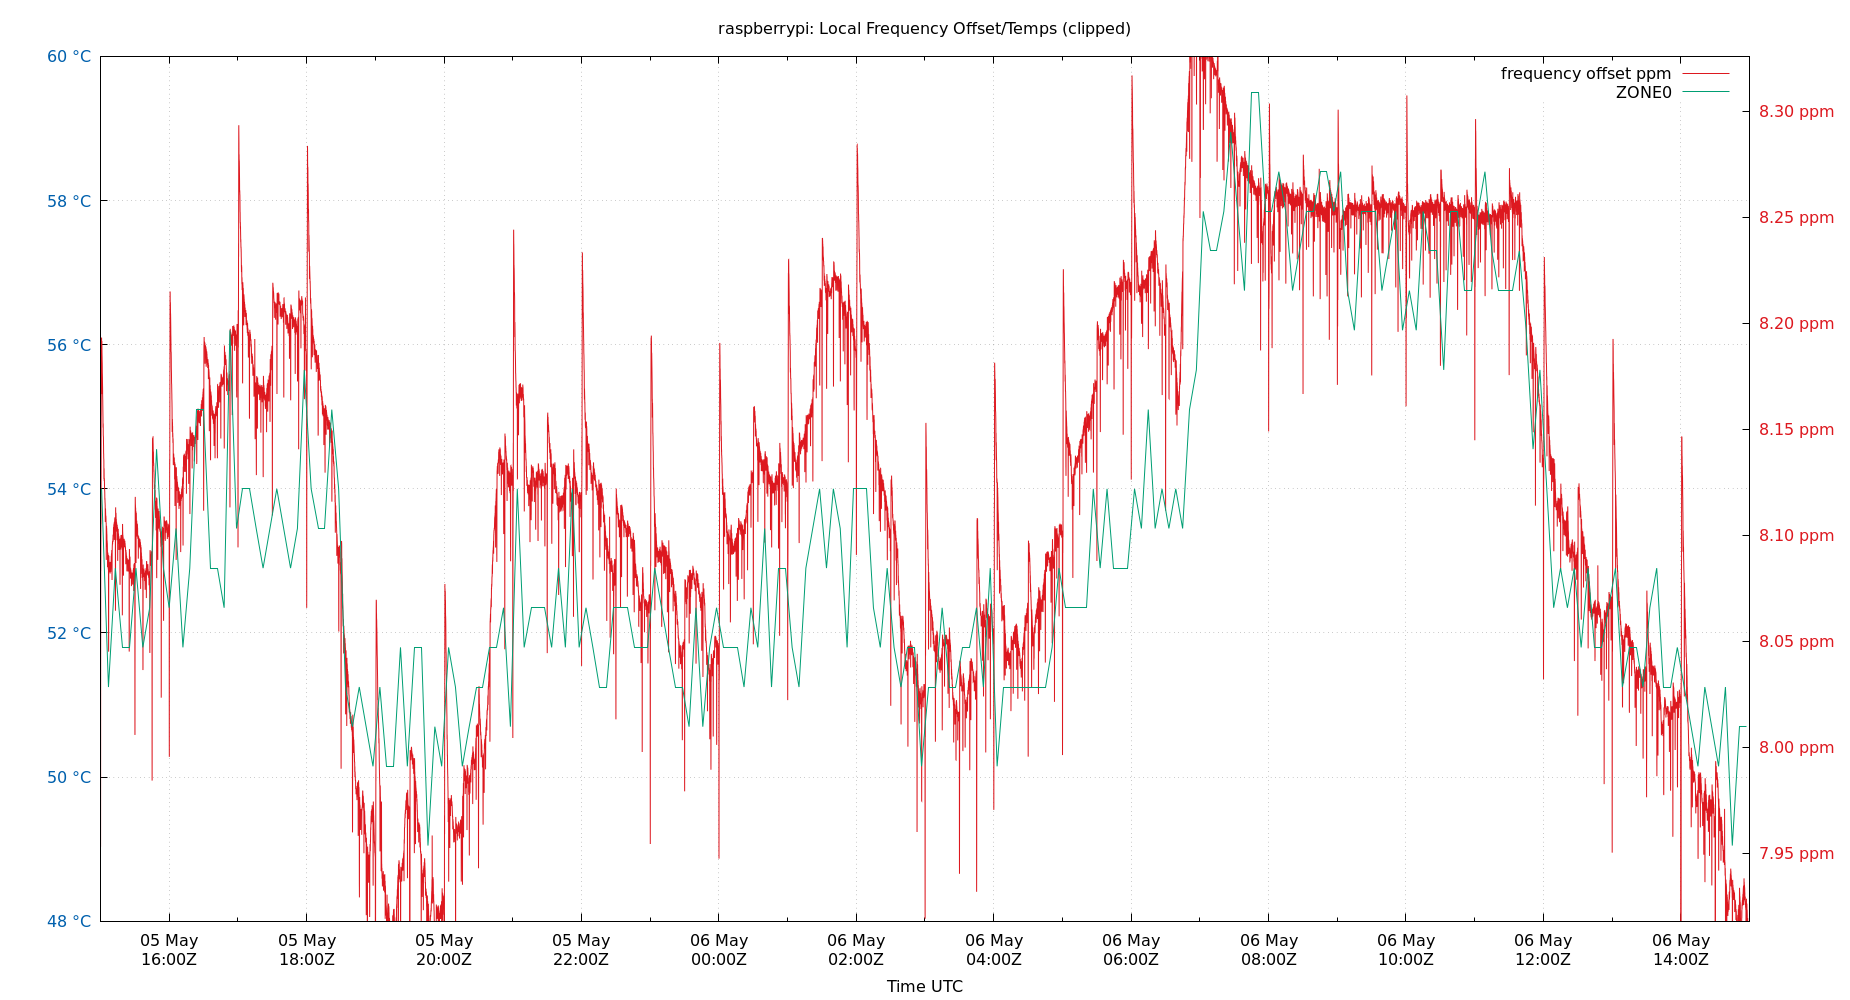 raspberrypi: Local Frequency Offset/Temps (clipped)
60 °C
58 °C
56 °C
54 °C
52 °C
50 °C
48 °C
frequency offset ppm
ZONE0
8.30 ppm
8.25 ppm
8.20 ppm
8.15 ppm
8.10 ppm
8.05 ppm
8.00 ppm
7.95 ppm
05 May
16:00Z
05 May
18:00Z
05 May
20:00Z
05 May
22:00Z
06 May
00:00Z
06 May
02:00Z
06 May
04:00Z
06 May
06:00Z
06 May
08:00Z
06 May
10:00Z
06 May
12:00Z
06 May
14:00Z
Time UTC